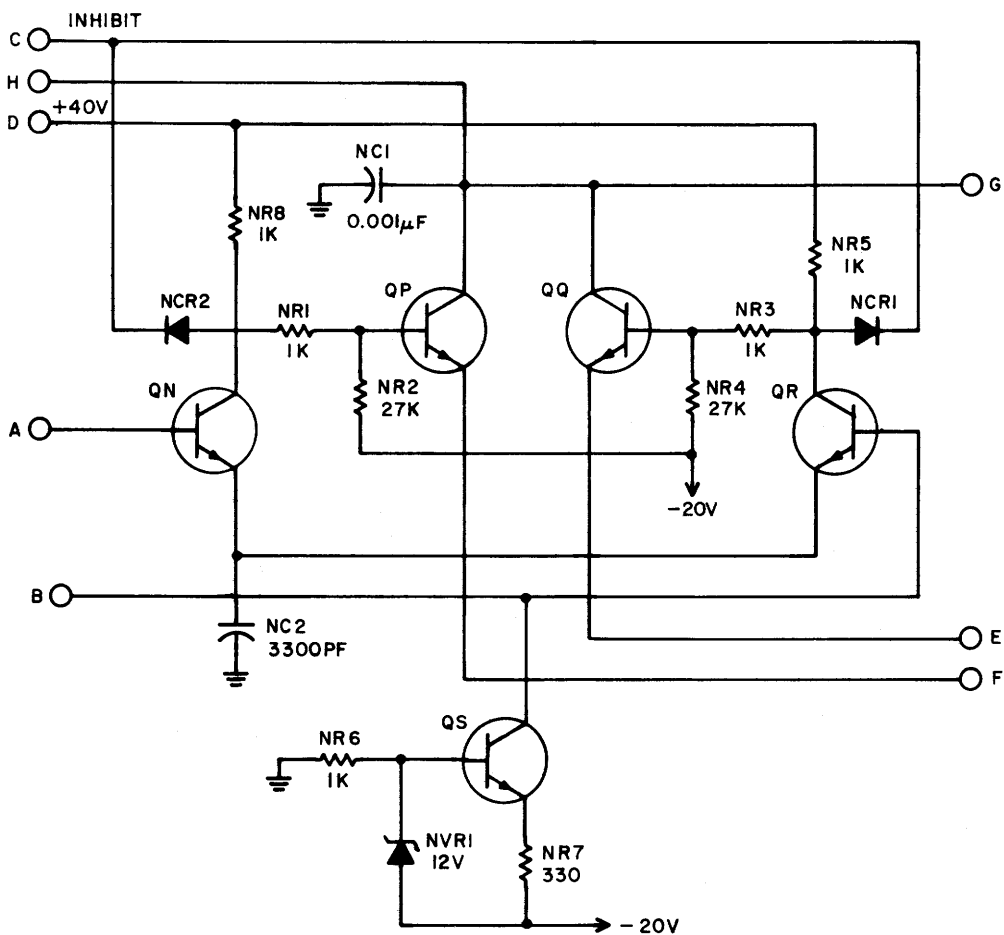 INHIBIT
C
H
D
+40V
NC1
0.001µF
G
NR8
1K
NR5
1K
NCR2
NR1
1K
QP
QQ
NR3
1K
NCR1
QN
NR2
27K
NR4
27K
QR
A
-20V
B
NC2
3300PF
E
F
QS
NR6
1K
NVR1
12V
NR7
330
-20V